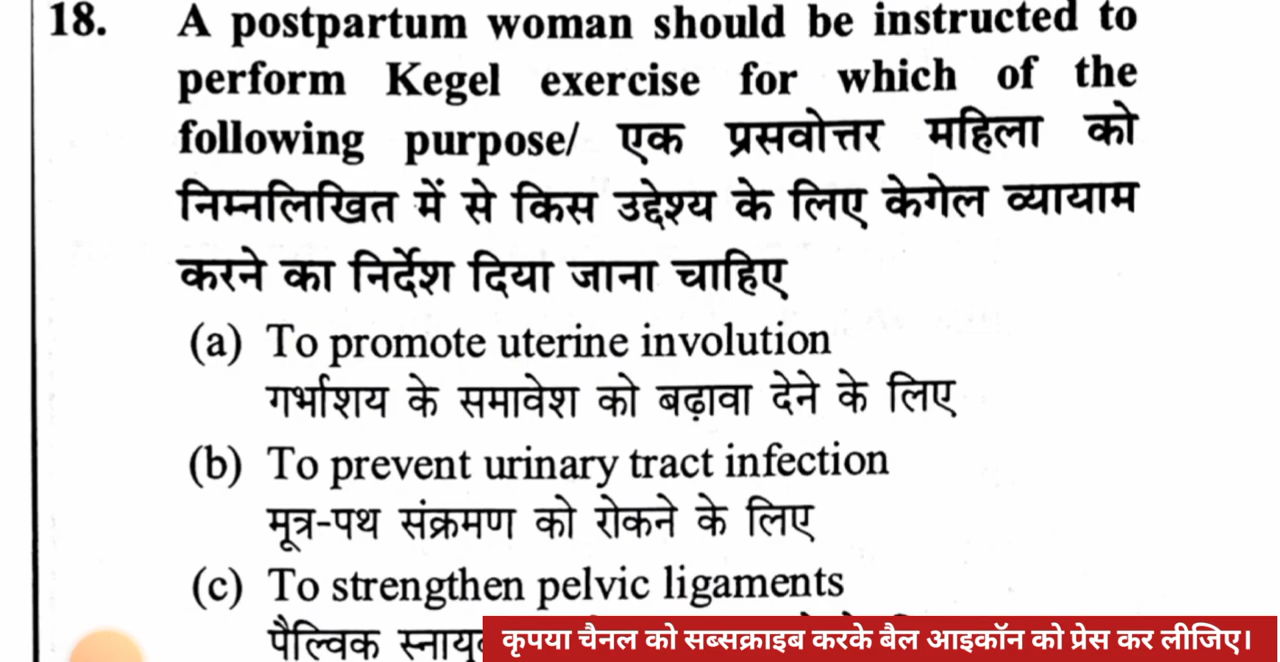 18. A postpartum woman should be instructed to
perform Kegel exercise for which of the
following purpose/ एक प्रसवोत्तर महिला को
निम्नलिखित में से किस उद्देश्य के लिए केगेल व्यायाम
करने का निर्देश दिया जाना चाहिए
(a) To promote uterine involution
गर्भाशय के समावेश को बढ़ावा देने के लिए
(b) To prevent urinary tract infection
मूत्र-पथ संक्रमण को रोकने के लिए
(c) To strengthen pelvic ligaments
पैल्विक
कृपया चैनल को सब्सक्राइब करके बैल आइकॉन को प्रेस कर लीजिए।